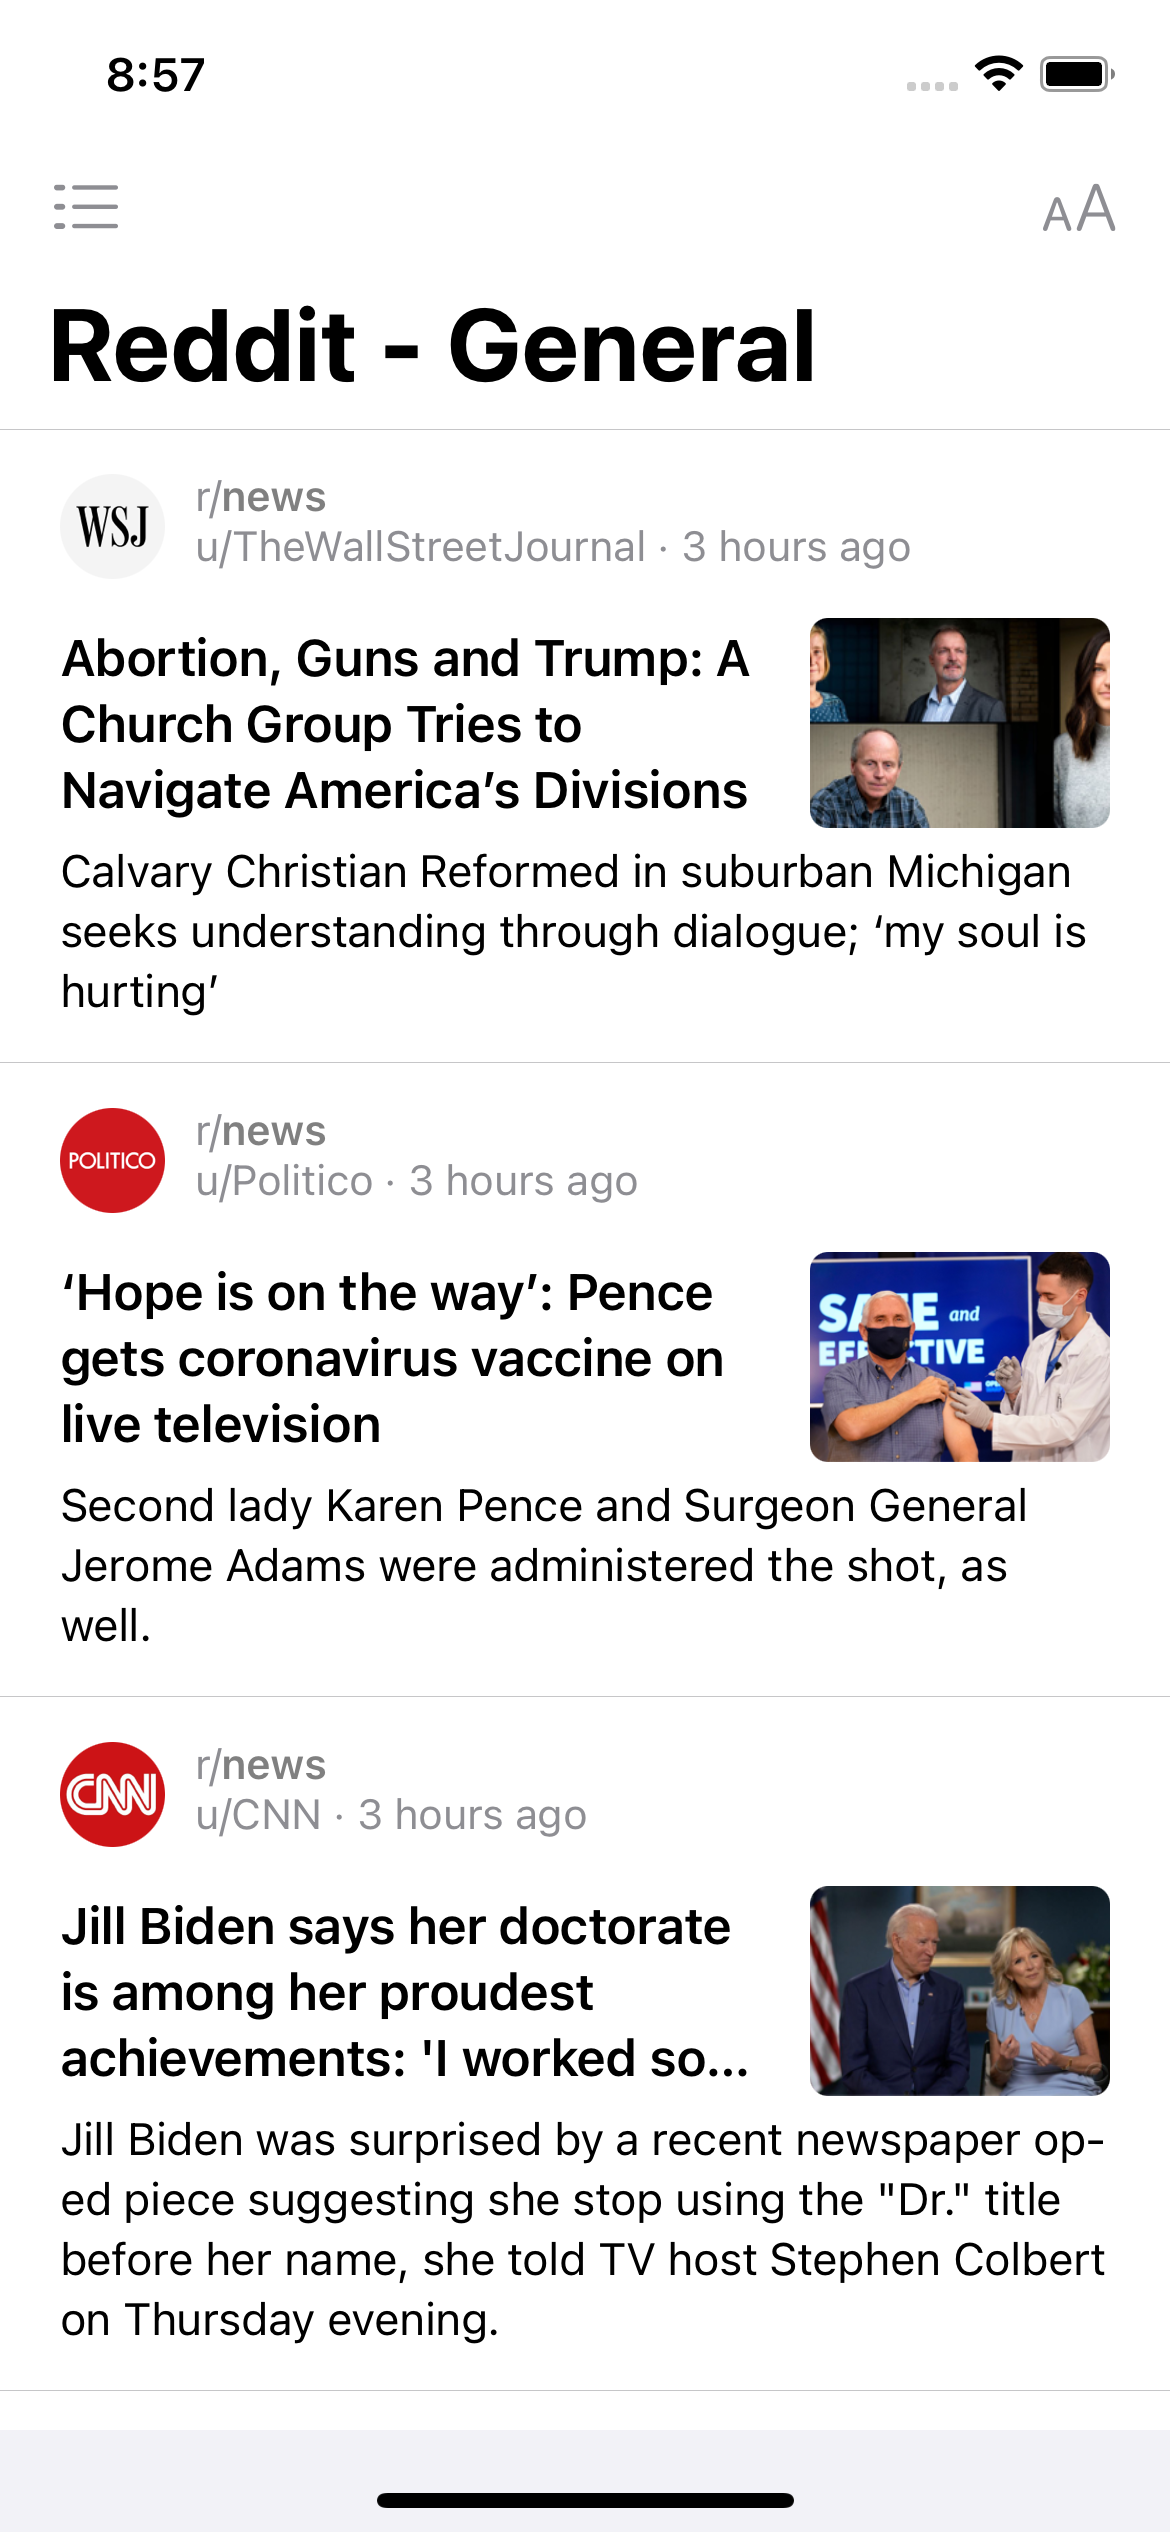 8:57
AA
Reddit - General
WSJ
r/news
u/TheWallStreetJournal · 3 hours ago
Abortion, Guns and Trump: A
Church Group Tries to
Navigate America’s Divisions
Calvary Christian Reformed in suburban Michigan
seeks understanding through dialogue; ‘my soul is
hurting’
POLITICO
r/news
u/Politico · 3 hours ago
‘Hope is on the way’: Pence
gets coronavirus vaccine on
live television
SAFE and
EFFECTIVE
Second lady Karen Pence and Surgeon General
Jerome Adams were administered the shot, as
well.
CNN
r/news
u/CNN · 3 hours ago
Jill Biden says her doctorate
is among her proudest
achievements: 'I worked so...
Jill Biden was surprised by a recent newspaper op-
ed piece suggesting she stop using the "Dr." title
before her name, she told TV host Stephen Colbert
on Thursday evening.